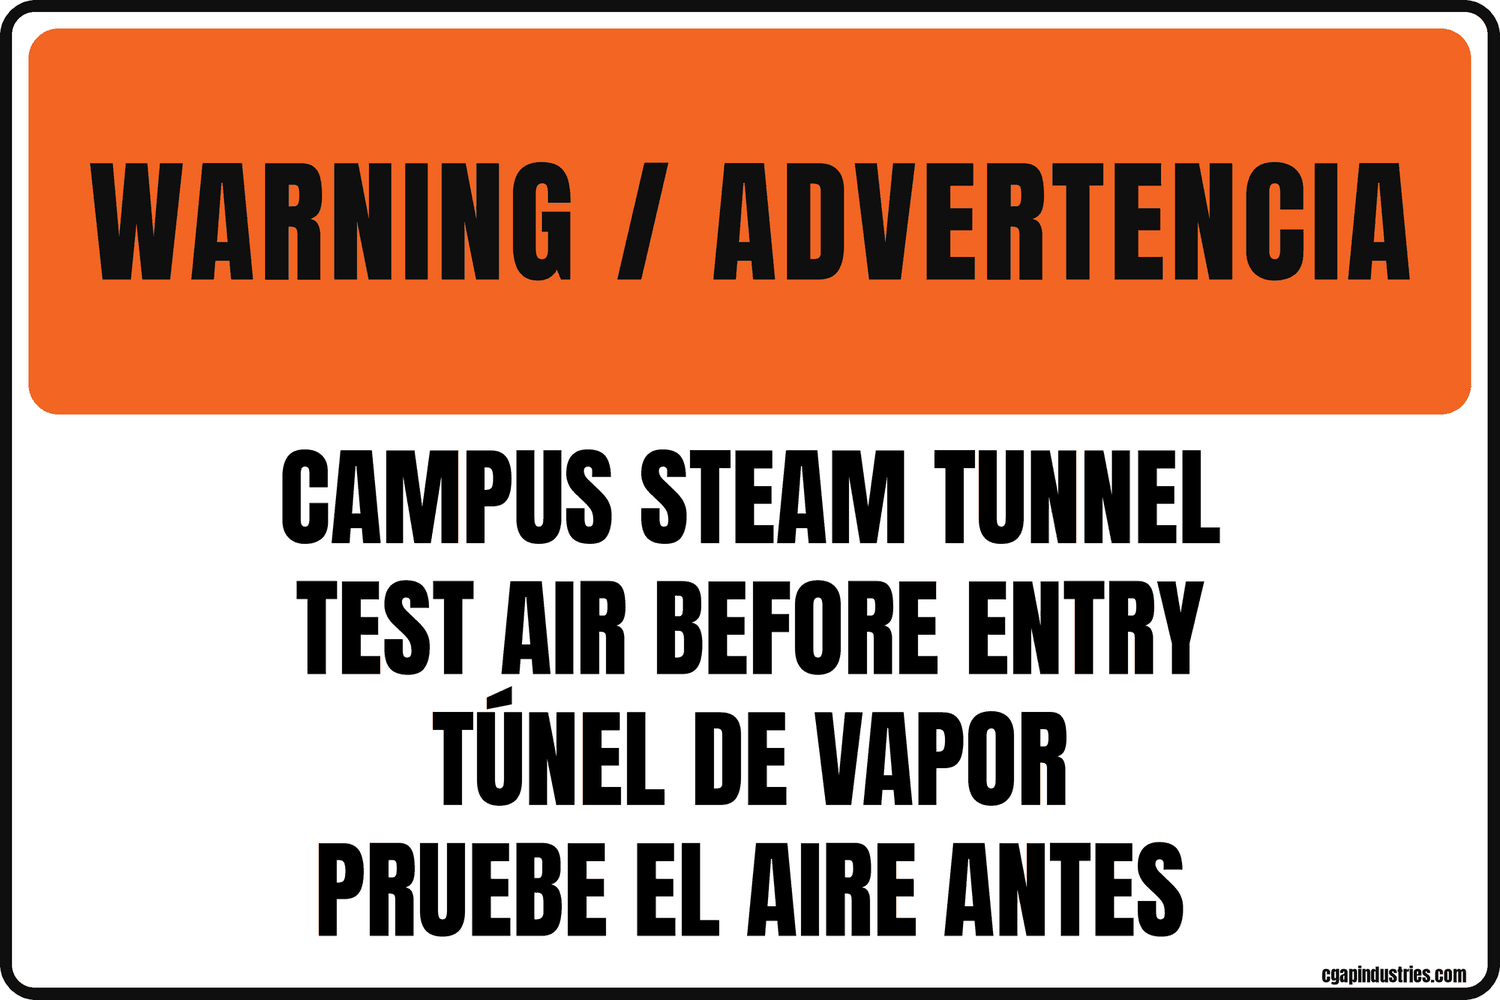 WARNING / ADVERTENCIA
CAMPUS STEAM TUNNEL
TEST AIR BEFORE ENTRY
TÚNEL DE VAPOR
PRUEBE EL AIRE ANTES
cgapindustries.com